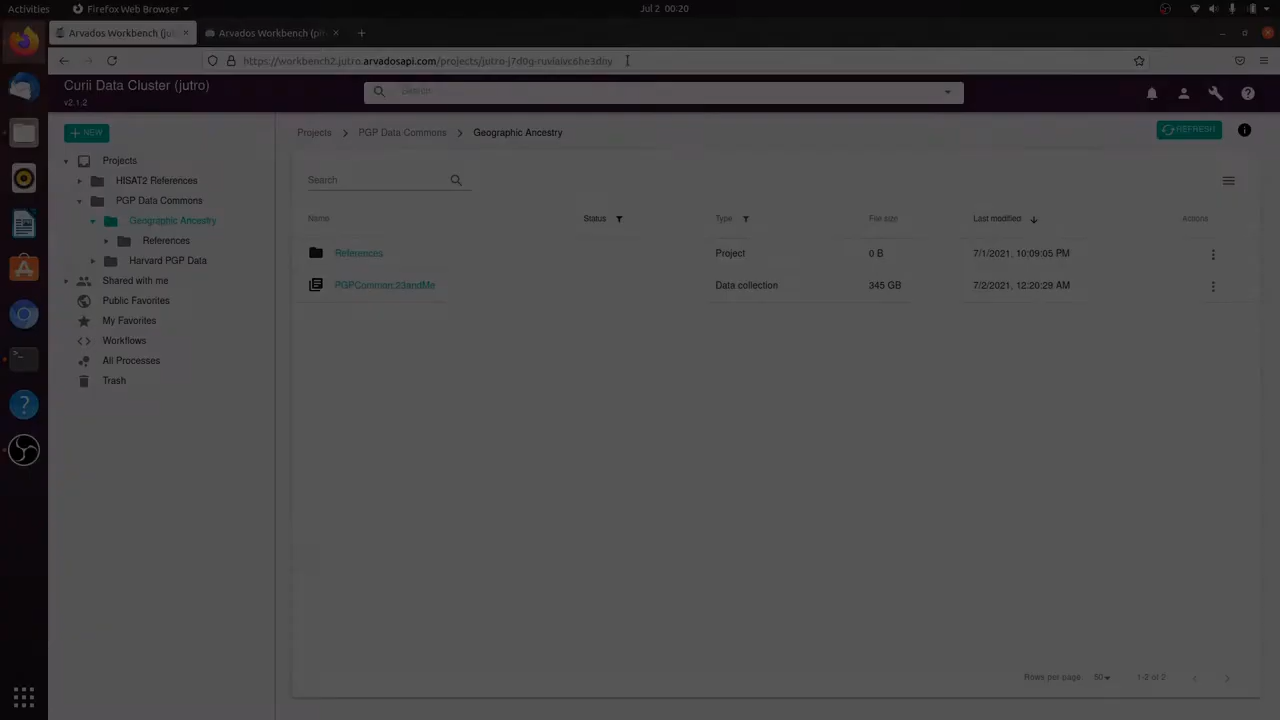 Activities
Firefox Web Browser
Jul 2 00:20
Arvados Workbench (jut
Arvados Workbench (pi
https://workbench2.jutro.arvadosapi.com/projects/jutro-j7d0g-ruviaivc6he3dny
Curii Data Cluster (jutro)
v2.1.2
Search
+ NEW
Projects
HISAT2 References
PGP Data Commons
Geographic Ancestry
References
Harvard PGP Data
Shared with me
Public Favorites
My Favorites
Workflows
All Processes
Trash
Projects > PGP Data Commons > Geographic Ancestry
REFRESH
Search
Name Status Type File size Last modified Actions
References Project 0 B 7/1/2021, 10:09:05 PM
PGPCommon:23andMe Data collection 345 GB 7/2/2021, 12:20:29 AM
Rows per page: 50 1-2 of 2